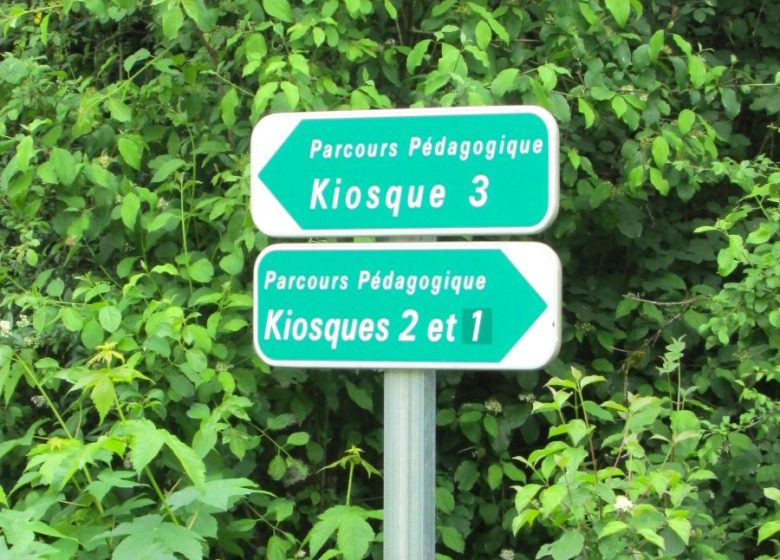 Parcours Pédagogique
Kiosque 3
Parcours Pédagogique
Kiosques 2 et 1